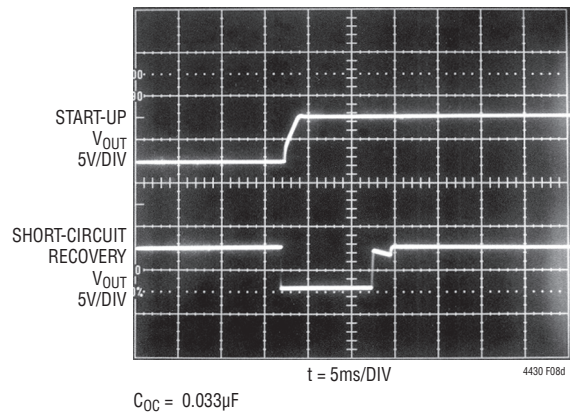 START-UP
VOUT
5V/DIV
SHORT-CIRCUIT
RECOVERY
VOUT
5V/DIV
t = 5ms/DIV
4430 F08d
COC = 0.033µF